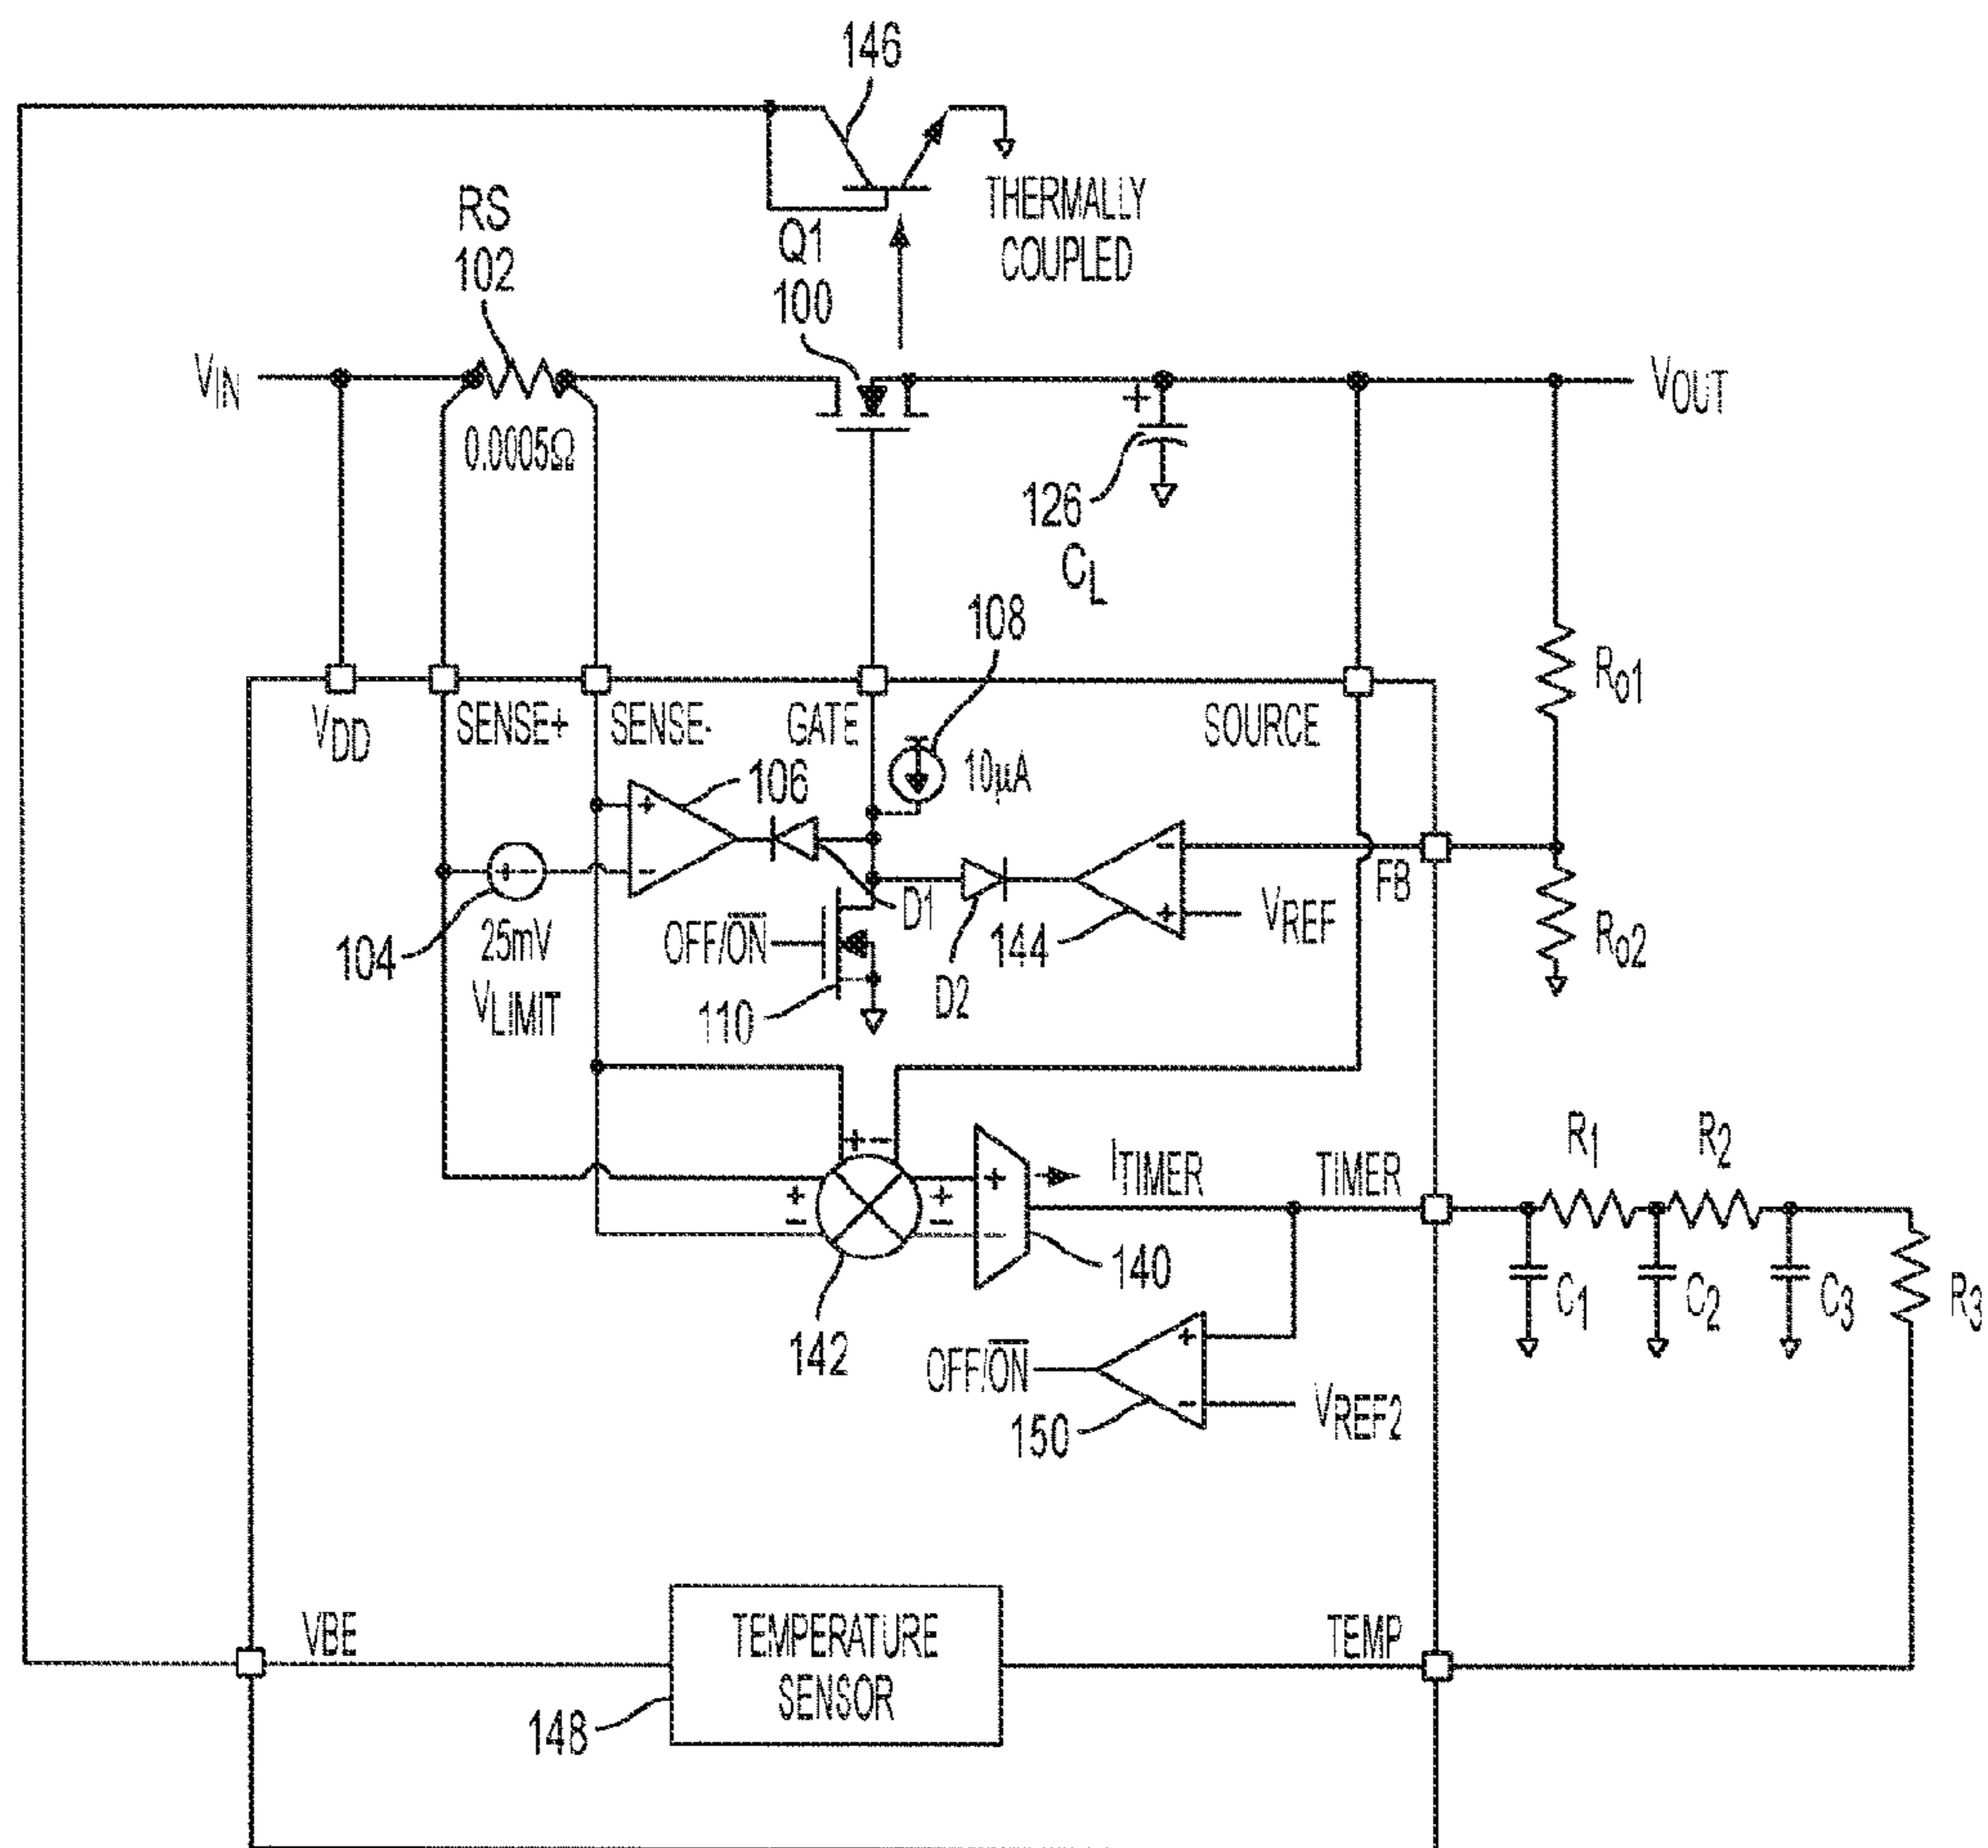 146
THERMALLY
COUPLED
RS
102
Q1
100
VIN
0.0005Ω
+
VOUT
126
CL
108
Ro1
VDD
SENSE+
SENSE-
GATE
SOURCE
106
10µA
+
-
+-
-
+
FB
D1
OFF/O̅N̅
VREF
144
Ro2
104
25mV
VLIMIT
110
D2
+-
R1
R2
+
-
+
-
+
-
ITIMER
TIMER
142
140
C1
C2
C3
R3
OFF/O̅N̅
+
-
150
VREF2
VBE
TEMPERATURE
SENSOR
TEMP
148